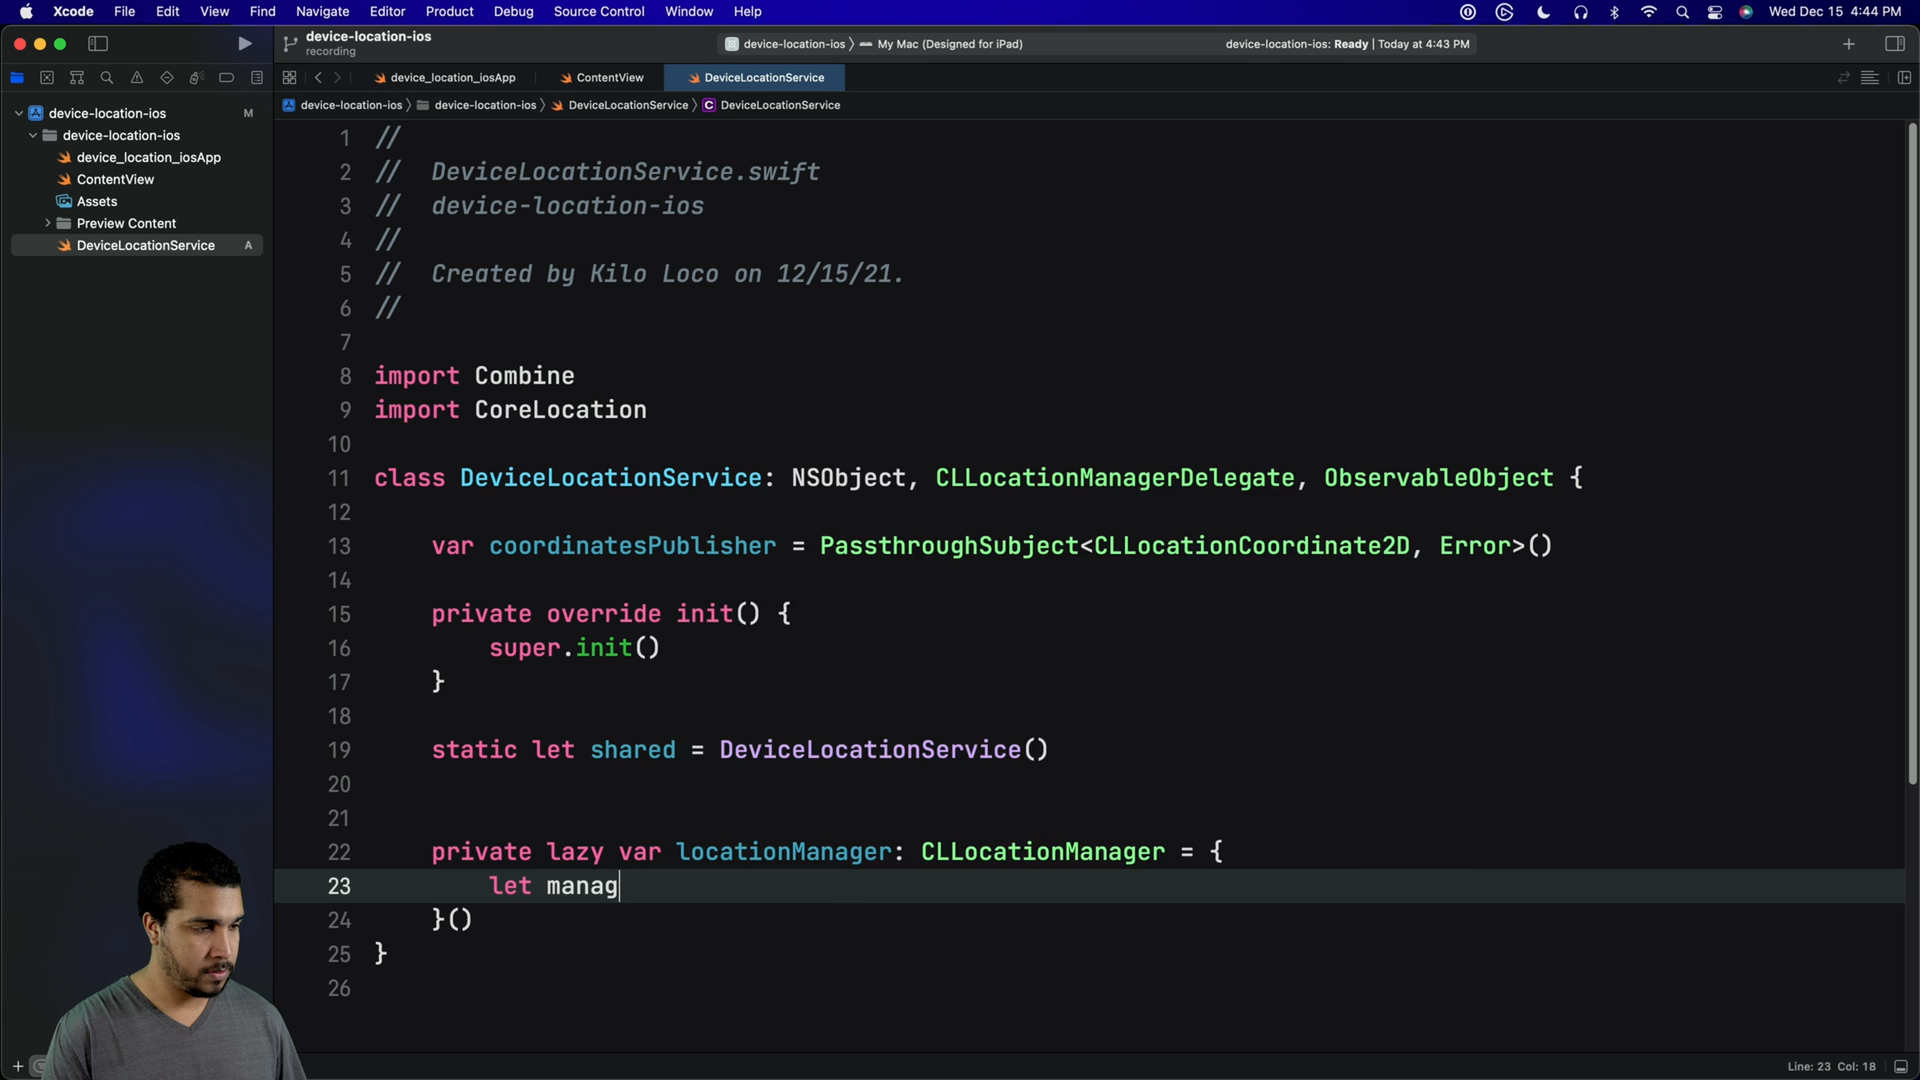 Xcode File Edit View Find Navigate Editor Product Debug Source Control Window Help Wed Dec 15 4:44 PM
device-location-ios
recording
device-location-ios 〉 My Mac (Designed for iPad)
device-location-ios: Ready | Today at 4:43 PM
device_location_iosApp ContentView DeviceLocationService
device-location-ios 〉 device-location-ios 〉 DeviceLocationService 〉 C DeviceLocationService
device-location-ios M
device-location-ios
device_location_iosApp
ContentView
Assets
Preview Content
DeviceLocationService A
1 //
2 //  DeviceLocationService.swift
3 //  device-location-ios
4 //
5 //  Created by Kilo Loco on 12/15/21.
6 //
7
8 import Combine
9 import CoreLocation
10
11 class DeviceLocationService: NSObject, CLLocationManagerDelegate, ObservableObject {
12
13     var coordinatesPublisher = PassthroughSubject<CLLocationCoordinate2D, Error>()
14
15     private override init() {
16         super.init()
17     }
18
19     static let shared = DeviceLocationService()
20
21
22     private lazy var locationManager: CLLocationManager = {
23         let manag
24     }()
25 }
26
Line: 23 Col: 18